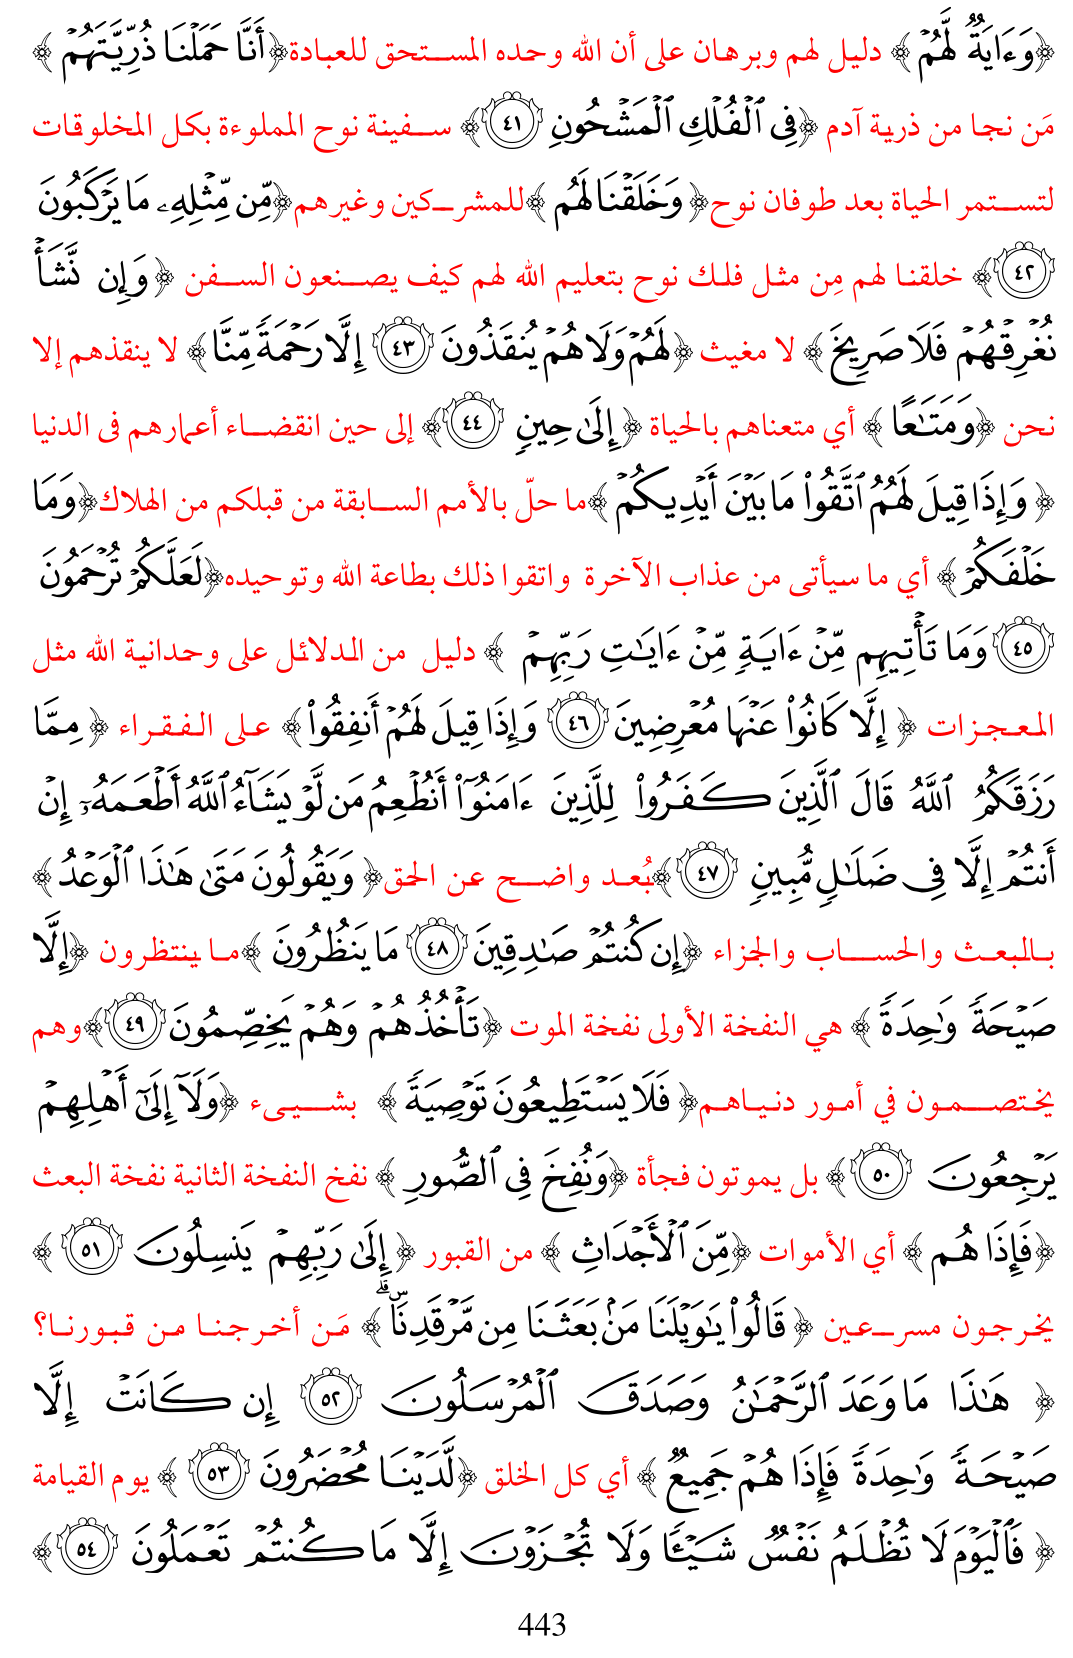 ﴿وَءَايَةٌ لَّهُمْ﴾ دليل لهم وبرهان على أن الله وحده المستحق للعبادة﴿أَنَّا حَمَلْنَا ذُرِّيَّتَهُمْ﴾
مَن نجا من ذرية آدم ﴿فِي ٱلْفُلْكِ ٱلْمَشْحُونِ ٤١﴾ سفينة نوح المملوءة بكل المخلوقات
لتستمر الحياة بعد طوفان نوح﴿وَخَلَقْنَا لَهُم﴾للمشركين وغيرهم﴿مِّن مِّثْلِهِۦ مَا يَرْكَبُونَ
٤٢﴾ خلقنا لهم مِن مثل فلك نوح بتعليم الله لهم كيف يصنعون السفن ﴿وَإِن نَّشَأْ
نُغْرِقْهُمْ فَلَا صَرِيخَ﴾ لا مغيث ﴿لَهُمْ وَلَا هُمْ يُنقَذُونَ ٤٣ إِلَّا رَحْمَةً مِّنَّا﴾ لا ينقذهم إلا
نحن ﴿وَمَتَٰعًا﴾ أي متعناهم بالحياة ﴿إِلَىٰ حِينٍ ٤٤﴾ إلى حين انقضاء أعمارهم فى الدنيا
﴿وَإِذَا قِيلَ لَهُمُ ٱتَّقُوا۟ مَا بَيْنَ أَيْدِيكُمْ﴾ما حلّ بالأمم السابقة من قبلكم من الهلاك﴿وَمَا
خَلْفَكُمْ﴾ أي ما سيأتى من عذاب الآخرة واتقوا ذلك بطاعة الله وتوحيده﴿لَعَلَّكُمْ تُرْحَمُونَ
٤٥ وَمَا تَأْتِيهِم مِّنْ ءَايَةٍ مِّنْ ءَايَٰتِ رَبِّهِمْ ﴾ دليل من الدلائل على وحدانية الله مثل
المعجزات ﴿إِلَّا كَانُوا۟ عَنْهَا مُعْرِضِينَ ٤٦ وَإِذَا قِيلَ لَهُمْ أَنفِقُوا۟﴾ على الفقراء ﴿مِمَّا
رَزَقَكُمُ ٱللَّهُ قَالَ ٱلَّذِينَ كَفَرُوا۟ لِلَّذِينَ ءَامَنُوٓا۟ أَنُطْعِمُ مَن لَّوْ يَشَآءُ ٱللَّهُ أَطْعَمَهُۥٓ إِنْ
أَنتُمْ إِلَّا فِى ضَلَٰلٍ مُّبِينٍ ٤٧﴾بُعد واضح عن الحق﴿وَيَقُولُونَ مَتَىٰ هَٰذَا ٱلْوَعْدُ﴾
بالبعث والحساب والجزاء ﴿إِن كُنتُمْ صَٰدِقِينَ ٤٨ مَا يَنظُرُونَ﴾ما ينتظرون ﴿إِلَّا
صَيْحَةً وَٰحِدَةً﴾ هي النفخة الأولى نفخة الموت ﴿تَأْخُذُهُمْ وَهُمْ يَخِصِّمُونَ ٤٩﴾وهم
يختصمون في أمور دنياهم﴿فَلَا يَسْتَطِيعُونَ تَوْصِيَةً﴾ بشيىء ﴿وَلَآ إِلَىٰٓ أَهْلِهِمْ
يَرْجِعُونَ ٥٠﴾ بل يموتون فجأة ﴿وَنُفِخَ فِى ٱلصُّورِ﴾ نفخ النفخة الثانية نفخة البعث
﴿فَإِذَا هُم﴾ أي الأموات ﴿مِّنَ ٱلْأَجْدَاثِ﴾ من القبور ﴿إِلَىٰ رَبِّهِمْ يَنسِلُونَ ٥١﴾
يخرجون مسرعين ﴿قَالُوا۟ يَٰوَيْلَنَا مَنۢ بَعَثَنَا مِن مَّرْقَدِنَاۜۗ﴾ مَن أخرجنا من قبورنا؟
﴿هَٰذَا مَا وَعَدَ ٱلرَّحْمَٰنُ وَصَدَقَ ٱلْمُرْسَلُونَ ٥٢ إِن كَانَتْ إِلَّا
صَيْحَةً وَٰحِدَةً فَإِذَا هُمْ جَمِيعٌ﴾ أي كل الخلق ﴿لَّدَيْنَا مُحْضَرُونَ ٥٣﴾ يوم القيامة
﴿فَٱلْيَوْمَ لَا تُظْلَمُ نَفْسٌ شَيْـًٔا وَلَا تُجْزَوْنَ إِلَّا مَا كُنتُمْ تَعْمَلُونَ ٥٤﴾
443